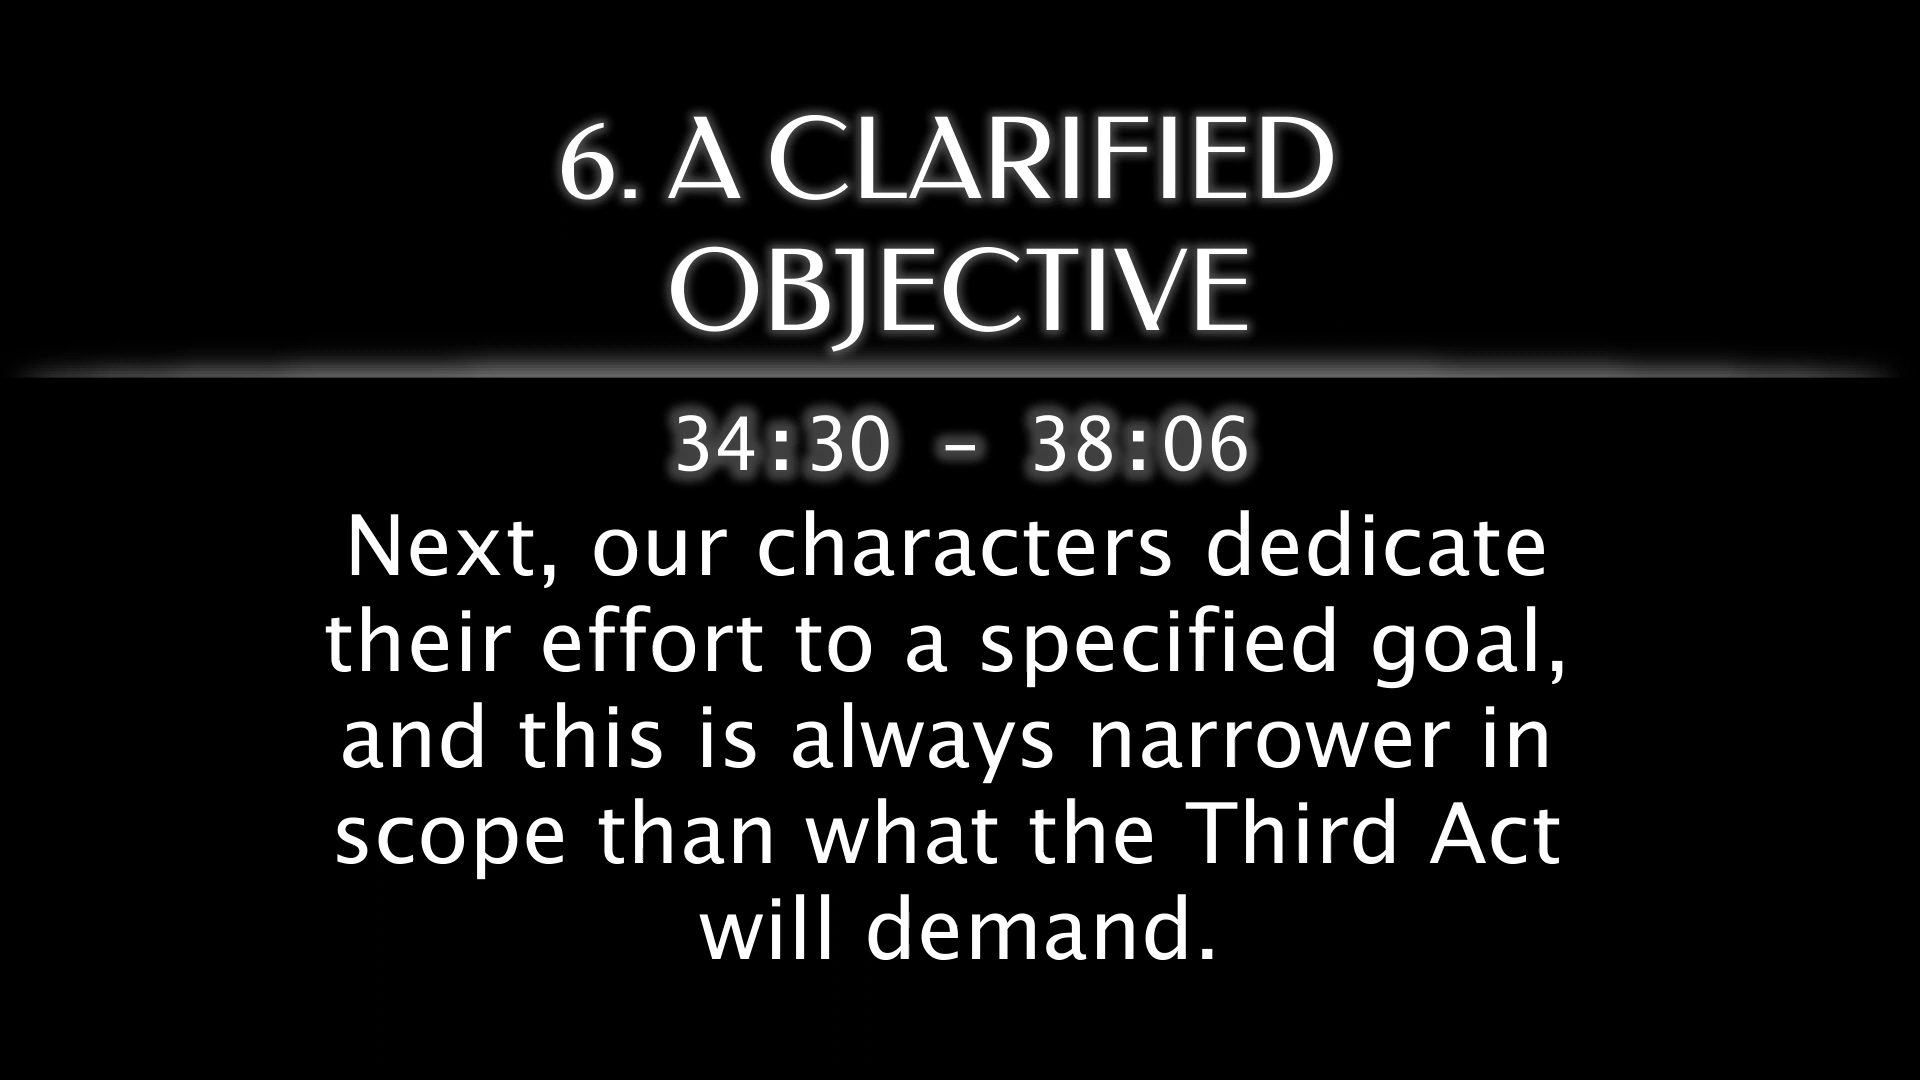 6. A CLARIFIED
OBJECTIVE
34:30 – 38:06
Next, our characters dedicate
their effort to a specified goal,
and this is always narrower in
scope than what the Third Act
will demand.